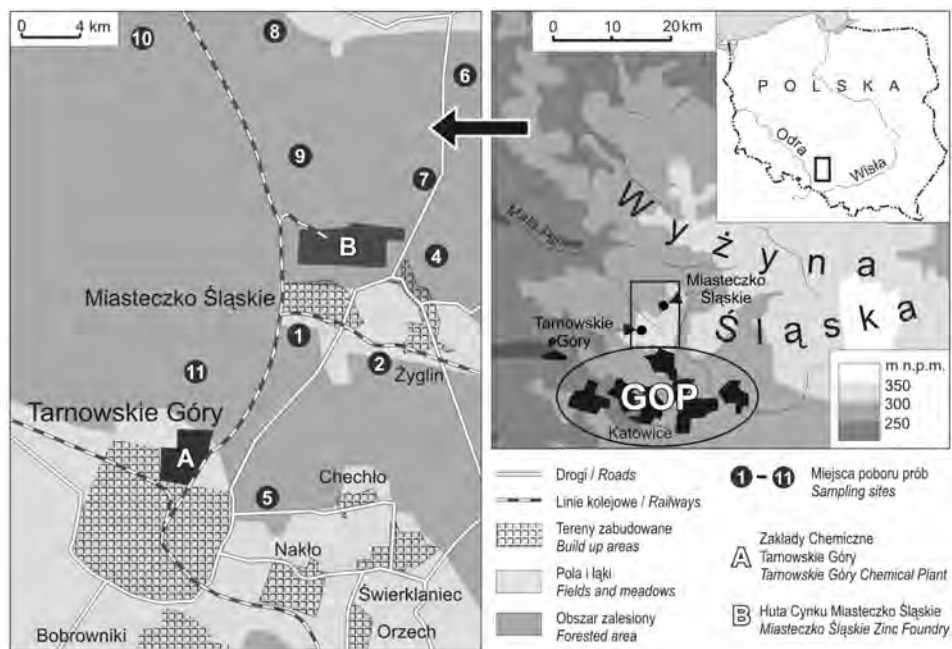 0 4 km
10
8
6
9
7
B
4
Miasteczko Śląskie
1
2
Żyglin
11
Tarnowskie Góry
A
Chechło
5
Nakło
Świerklaniec
Bobrowniki
Orzech
0 10 20 km
POLSKA
Odra
Wisła
Mała Panew
Wyżyna
Śląska
Miasteczko
Śląskie
Tarnowskie
Góry
GOP
Katowice
m n.p.m.
350
300
250
Drogi / Roads
Linie kolejowe / Railways
Tereny zabudowane
Build up areas
Pola i łąki
Fields and meadows
Obszar zalesiony
Forested area
1 – 11 Miejsca poboru prób
Sampling sites
A Zakłady Chemiczne
Tarnowskie Góry
Tarnowskie Góry Chemical Plant
B Huta Cynku Miasteczko Śląskie
Miasteczko Śląskie Zinc Foundry